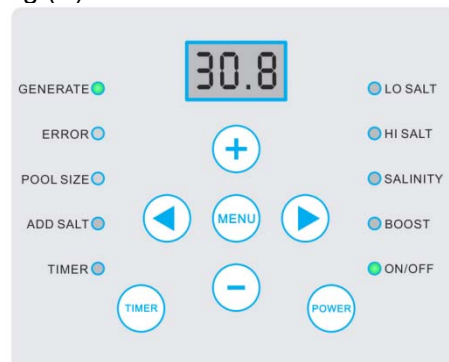 30.8
GENERATE
LO SALT
ERROR
HI SALT
+
POOL SIZE
SALINITY
MENU
ADD SALT
BOOST
TIMER
ON/OFF
−
TIMER
POWER